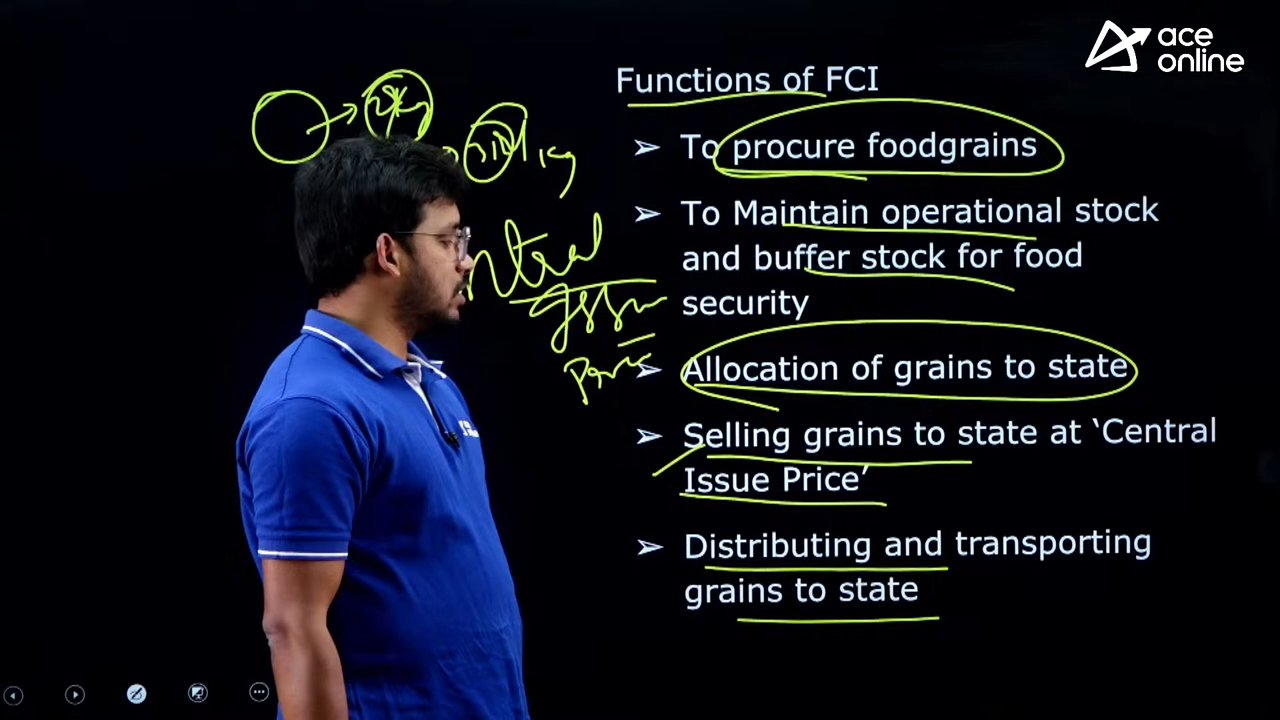 ace
online
Functions of FCI
➢ To procure foodgrains
➢ To Maintain operational stock
and buffer stock for food
security
➢ Allocation of grains to state
➢ Selling grains to state at ‘Central
Issue Price’
➢ Distributing and transporting
grains to state
kg